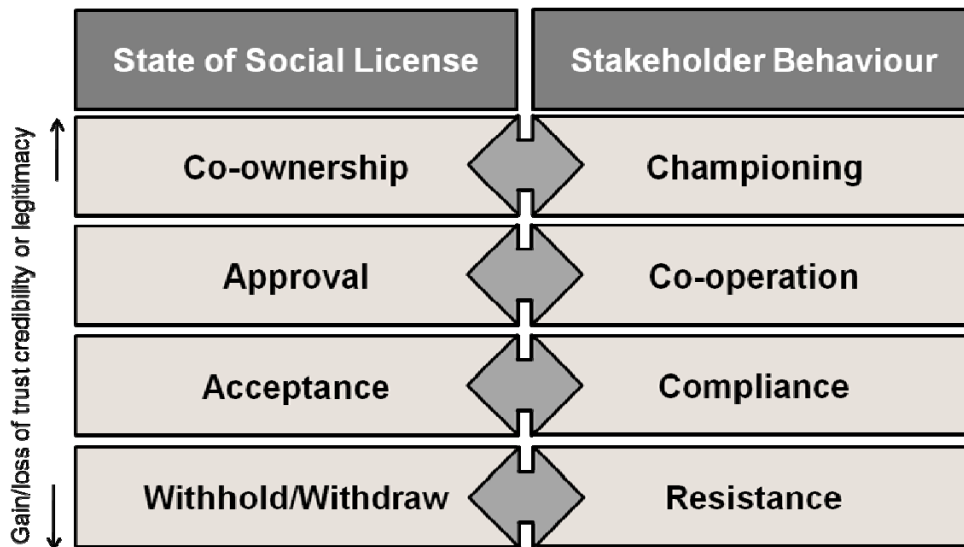 State of Social License
Stakeholder Behaviour
Gain/loss of trust credibility or legitimacy
Co-ownership
Championing
Approval
Co-operation
Acceptance
Compliance
Withhold/Withdraw
Resistance